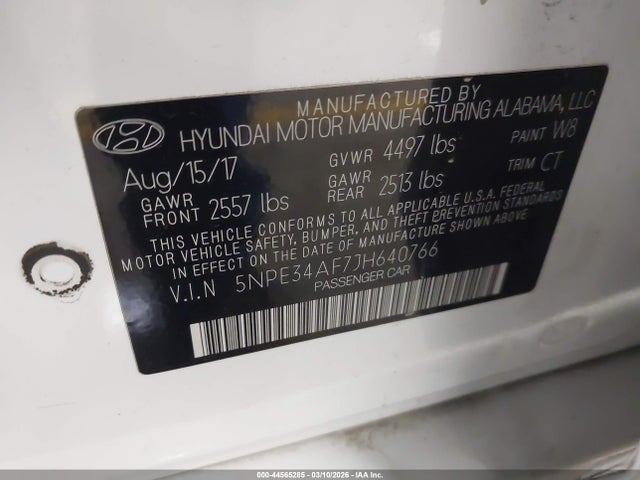 MANUFACTURED BY
HYUNDAI MOTOR MANUFACTURING ALABAMA, LLC
Aug/15/17 GVWR 4497 lbs PAINT W8
GAWR FRONT 2557 lbs GAWR REAR 2513 lbs TRIM CT
THIS VEHICLE CONFORMS TO ALL APPLICABLE U.S.A. FEDERAL
MOTOR VEHICLE SAFETY, BUMPER, AND THEFT PREVENTION STANDARDS
IN EFFECT ON THE DATE OF MANUFACTURE SHOWN ABOVE
V.I.N 5NPE34AF7JH640766
PASSENGER CAR
000-44565285 - 03/10/2026 - IAA Inc.